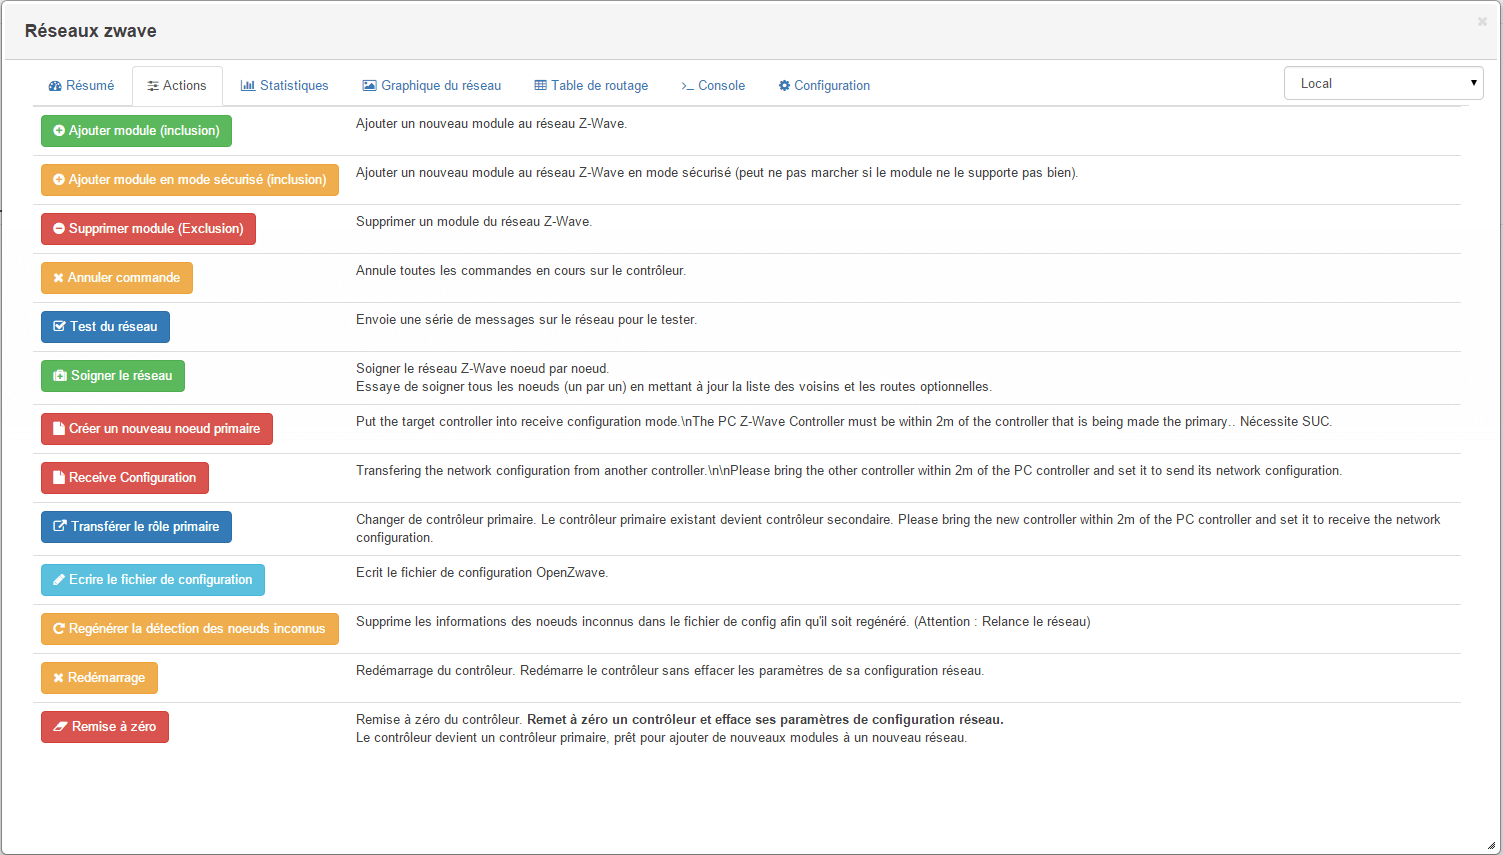 Réseaux zwave
×
Résumé
Actions
Statistiques
Graphique du réseau
Table de routage
Console
Configuration
Local
Ajouter module (inclusion)
Ajouter un nouveau module au réseau Z-Wave.
Ajouter module en mode sécurisé (inclusion)
Ajouter un nouveau module au réseau Z-Wave en mode sécurisé (peut ne pas marcher si le module ne le supporte pas bien).
Supprimer module (Exclusion)
Supprimer un module du réseau Z-Wave.
Annuler commande
Annule toutes les commandes en cours sur le contrôleur.
Test du réseau
Envoie une série de messages sur le réseau pour le tester.
Soigner le réseau
Soigner le réseau Z-Wave noeud par noeud.
Essaye de soigner tous les noeuds (un par un) en mettant à jour la liste des voisins et les routes optionnelles.
Créer un nouveau noeud primaire
Put the target controller into receive configuration mode.\nThe PC Z-Wave Controller must be within 2m of the controller that is being made the primary.. Nécessite SUC.
Receive Configuration
Transfering the network configuration from another controller.\n\nPlease bring the other controller within 2m of the PC controller and set it to send its network configuration.
Transférer le rôle primaire
Changer de contrôleur primaire. Le contrôleur primaire existant devient contrôleur secondaire. Please bring the new controller within 2m of the PC controller and set it to receive the network
configuration.
Ecrire le fichier de configuration
Ecrit le fichier de configuration OpenZwave.
Regénérer la détection des noeuds inconnus
Supprime les informations des noeuds inconnus dans le fichier de config afin qu'il soit regénéré. (Attention : Relance le réseau)
Redémarrage
Redémarrage du contrôleur. Redémarre le contrôleur sans effacer les paramètres de sa configuration réseau.
Remise à zéro
Remise à zéro du contrôleur. Remet à zéro un contrôleur et efface ses paramètres de configuration réseau.
Le contrôleur devient un contrôleur primaire, prêt pour ajouter de nouveaux modules à un nouveau réseau.